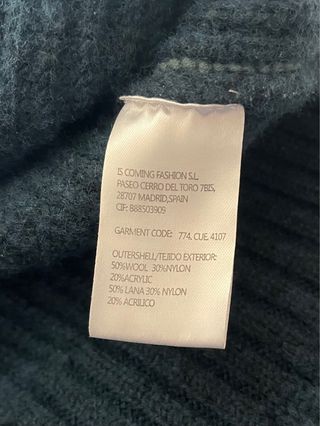 IS COMING FASHION S.L
PASEO CERRO DEL TORO 7BIS,
28707 MADRID,SPAIN
CIF: B88503909
GARMENT CODE: 774. CUE. 4107
OUTERSHELL/TEJIDO EXTERIOR:
50%WOOL 30%NYLON
20%ACRYLIC
50% LANA 30% NYLON
20% ACRILICO